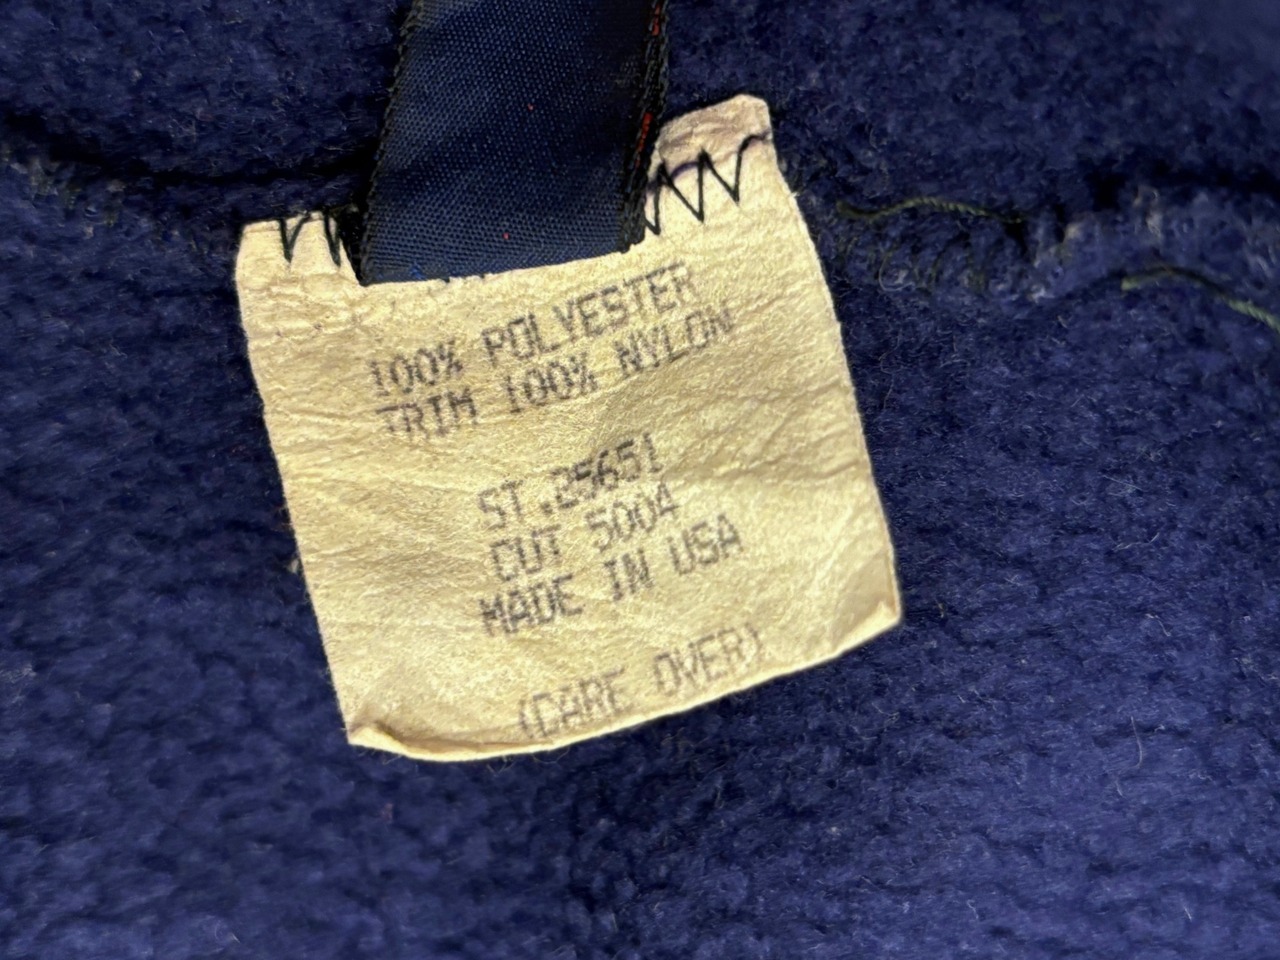 100% POLYESTER
TRIM 100% NYLON
ST.25651
CUT 5004
MADE IN USA
(CARE OVER)